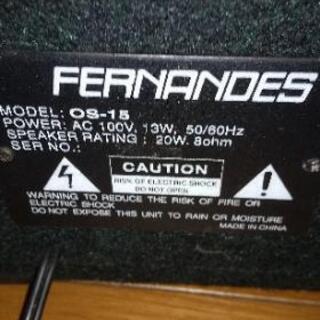 FERNANDES
MODEL: OS-15
POWER: AC 100V, 13W, 50/60Hz
SPEAKER RATING : 20W. 8ohm
SER NO.:
CAUTION
RISK OF ELECTRIC SHOCK
DO NOT OPEN
WARNING TO REDUCE THE RISK OF FIRE OR
ELECTRIC SHOCK
DO NOT EXPOSE THIS UNIT TO RAIN OR MOISTURE
MADE IN CHINA